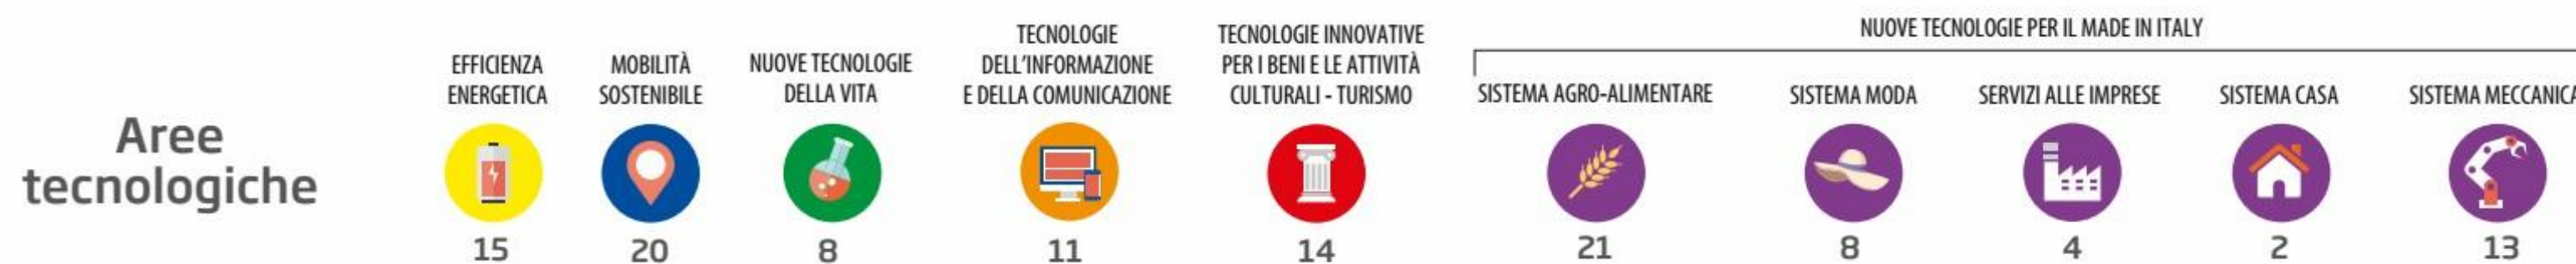 Aree
tecnologiche
EFFICIENZA
ENERGETICA
15
MOBILITÀ
SOSTENIBILE
20
NUOVE TECNOLOGIE
DELLA VITA
8
TECNOLOGIE
DELL'INFORMAZIONE
E DELLA COMUNICAZIONE
11
TECNOLOGIE INNOVATIVE
PER I BENI E LE ATTIVITÀ
CULTURALI - TURISMO
14
NUOVE TECNOLOGIE PER IL MADE IN ITALY
SISTEMA AGRO-ALIMENTARE
21
SISTEMA MODA
8
SERVIZI ALLE IMPRESE
4
SISTEMA CASA
2
SISTEMA MECCANICA
13